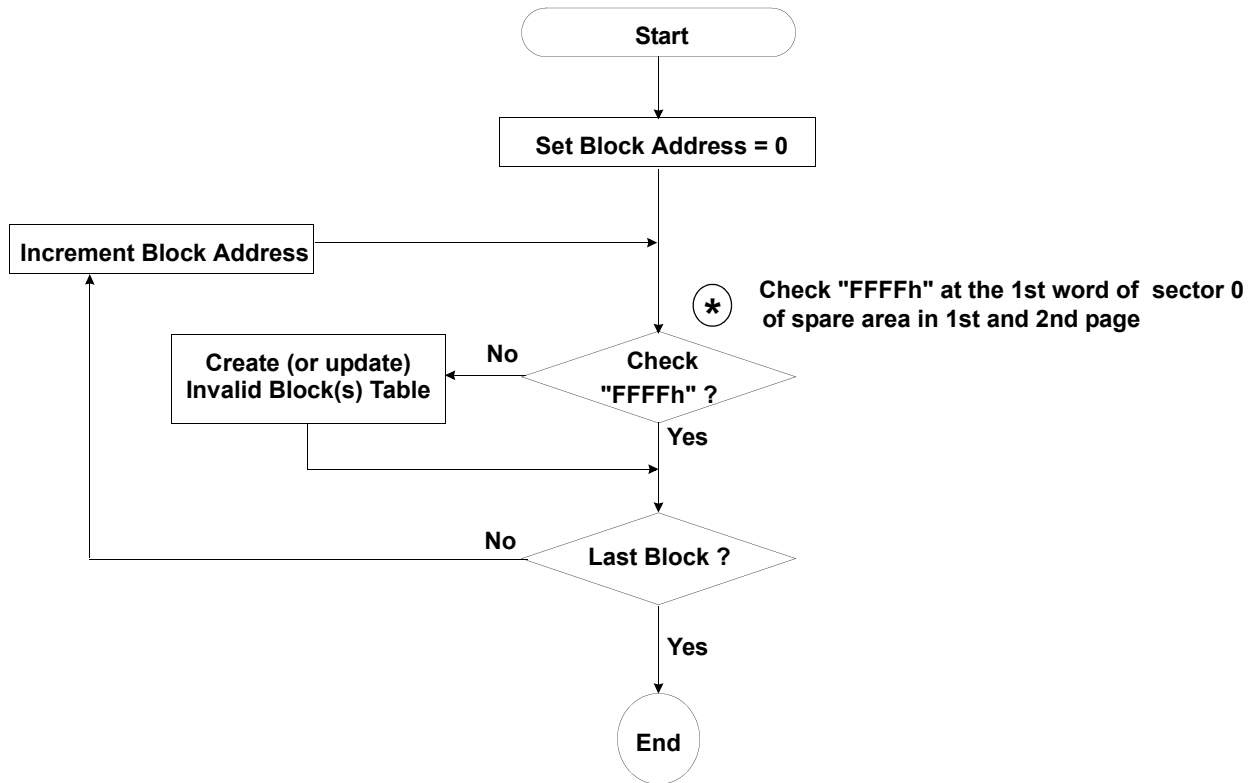 Start
Set Block Address = 0
Increment Block Address
*
Check "FFFFh" at the 1st word of sector 0
of spare area in 1st and 2nd page
No
Create (or update)
Invalid Block(s) Table
Check
"FFFFh" ?
Yes
No
Last Block ?
Yes
End